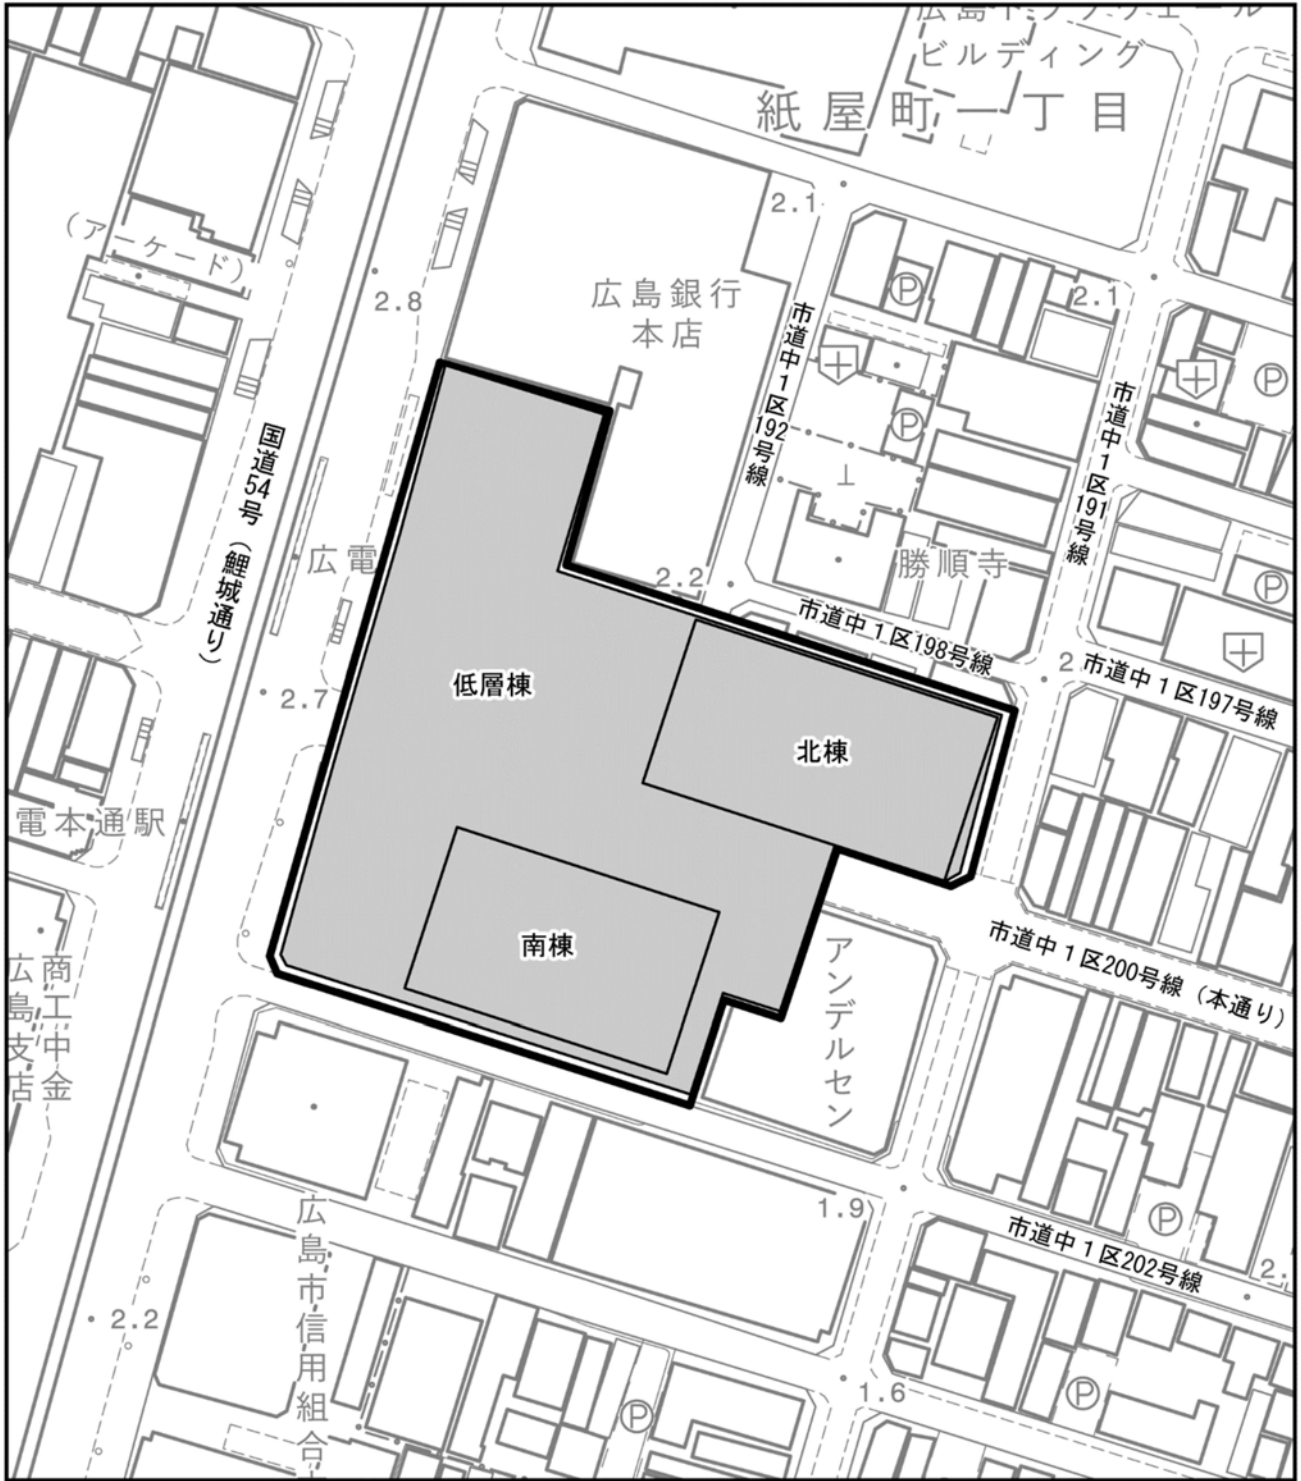 ビルディング
紙屋町一丁目
2.1
(アーケード)
2.8
広島銀行
本店
2.1
市道中1区192号線
市道中1区191号線
国道54号(鯉城通り)
広電
2.2
勝順寺
市道中1区198号線
2
市道中1区197号線
低層棟
2.7
北棟
電本通駅
南棟
アンデルセン
市道中1区200号線(本通り)
商工中金
広島支店
1.9
市道中1区202号線
2.
広島市信用組合
2.2
1.6
P
P
P
P
P
P
P